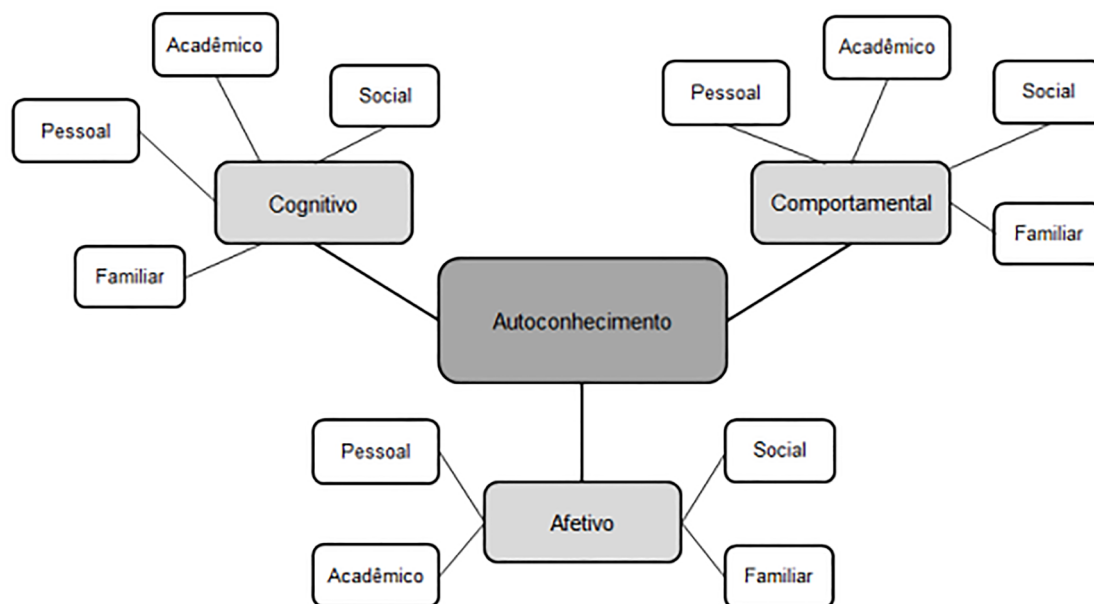 Acadêmico
Social
Pessoal
Cognitivo
Familiar
Acadêmico
Pessoal
Social
Comportamental
Familiar
Autoconhecimento
Pessoal
Social
Afetivo
Acadêmico
Familiar